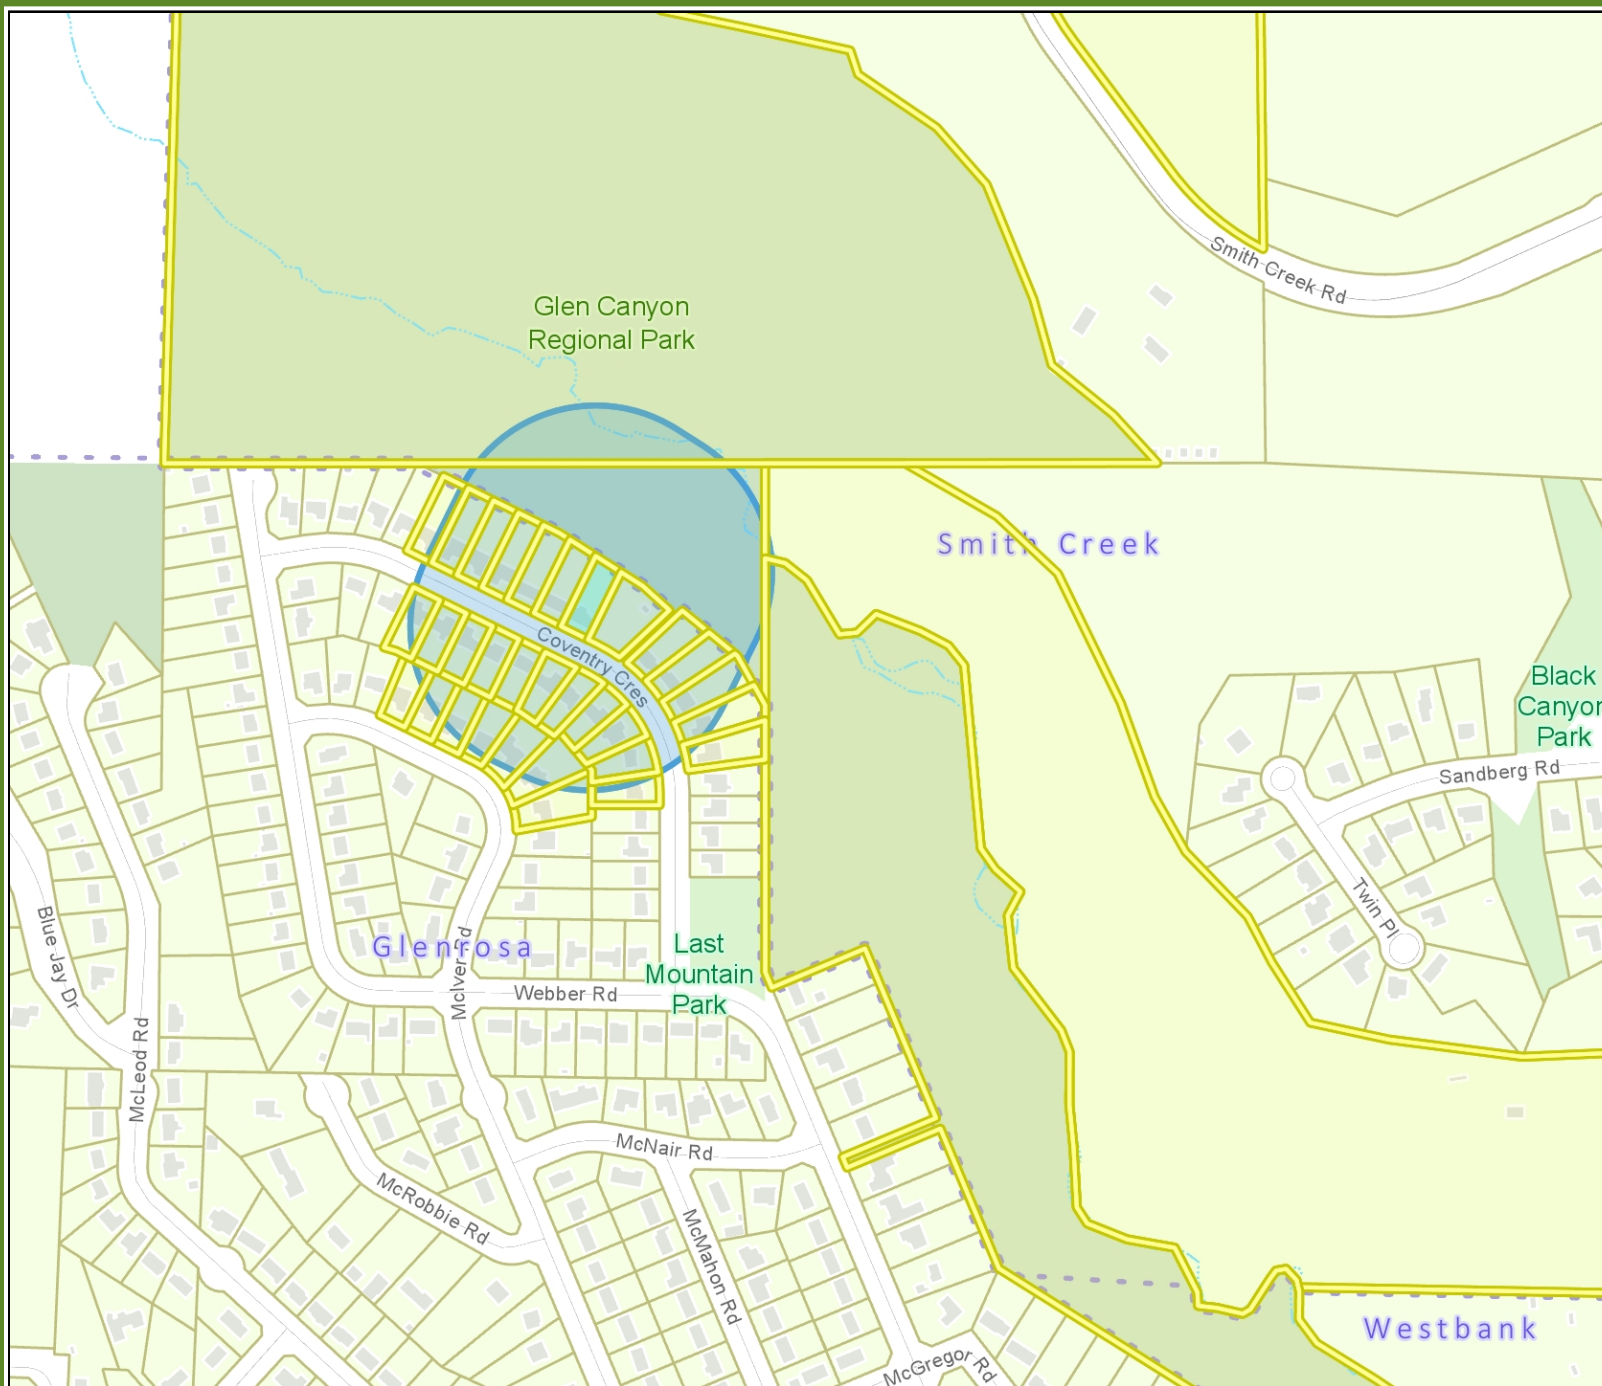 Smith Creek Rd
Glen Canyon
Regional Park
Smith Creek
Coventry Cres
Black
Canyon
Park
Sandberg Rd
Twin Pl
Blue Jay Dr
Glenrosa
McIver Rd
Last
Mountain
Park
Webber Rd
McLeod Rd
McNair Rd
McRobbie Rd
McMahon Rd
Westbank
McGregor Rd